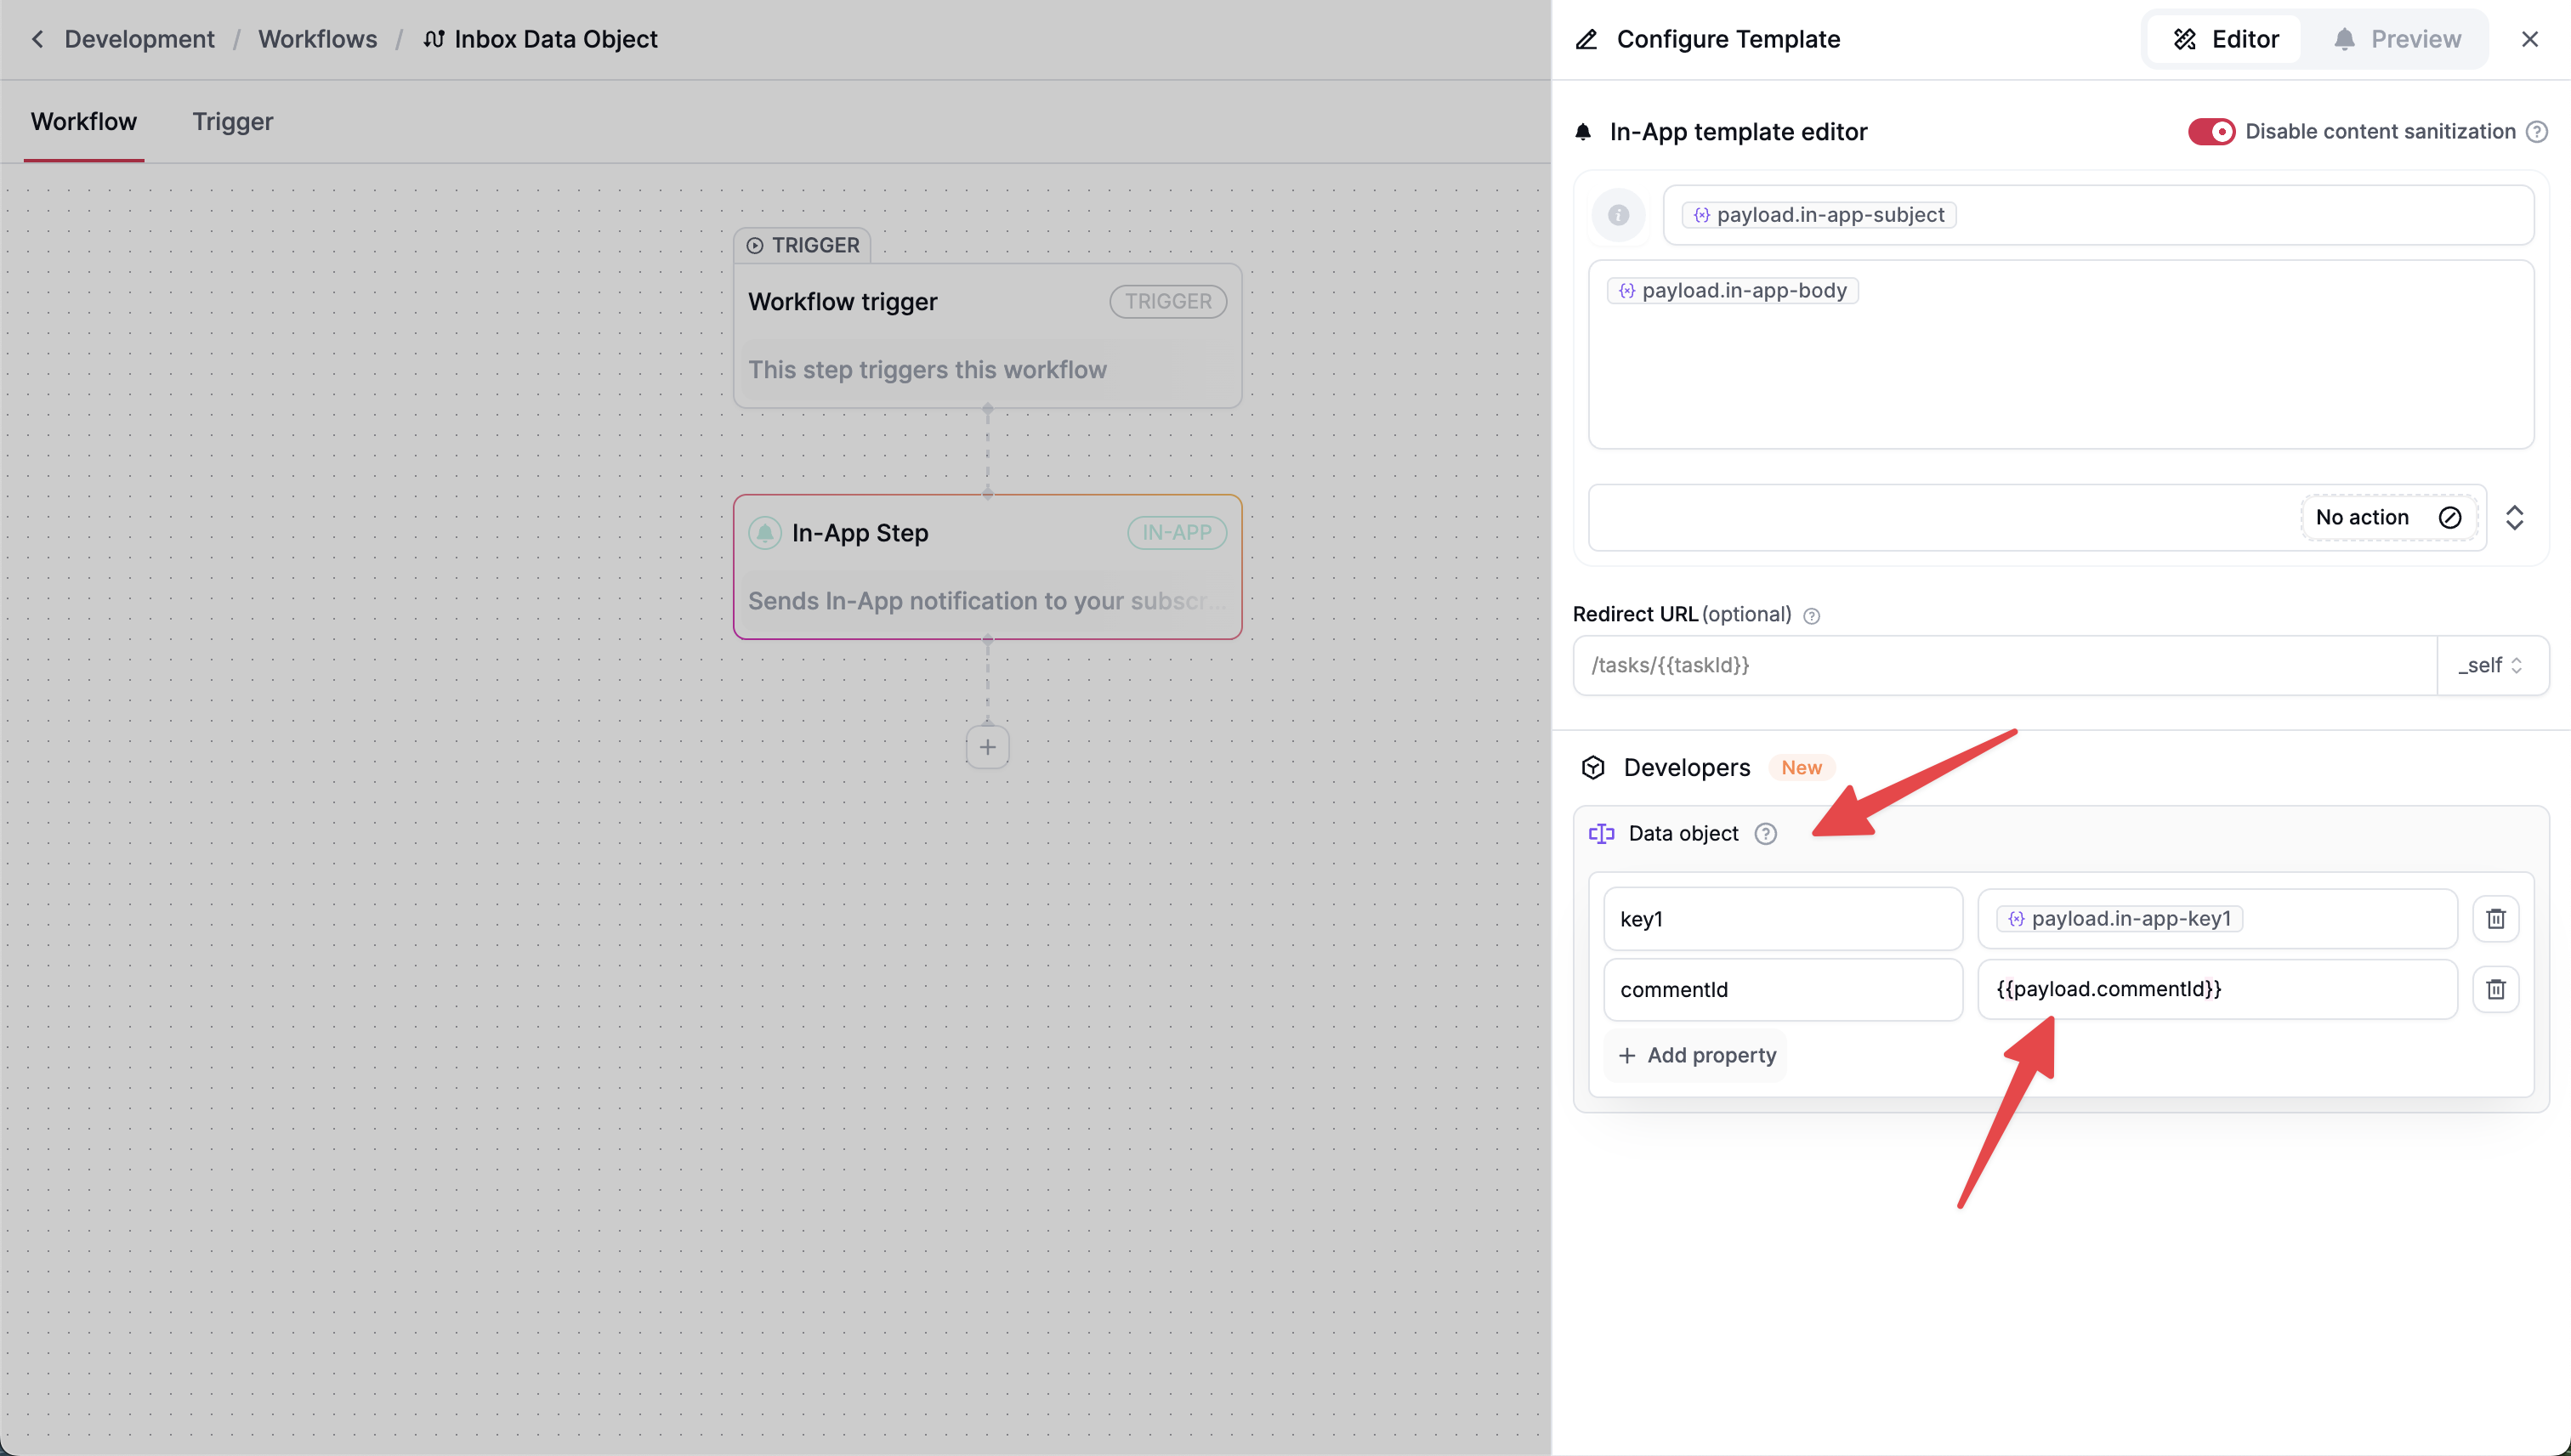 Development / Workflows / Inbox Data Object
Workflow
Trigger
TRIGGER
Workflow trigger
TRIGGER
This step triggers this workflow
In-App Step
IN-APP
Sends In-App notification to your subscr...
Configure Template
Editor
Preview
In-App template editor
Disable content sanitization
payload.in-app-subject
payload.in-app-body
No action
Redirect URL (optional)
/tasks/{{taskId}}
_self
Developers
New
Data object
key1
payload.in-app-key1
commentId
{{payload.commentId}}
+ Add property